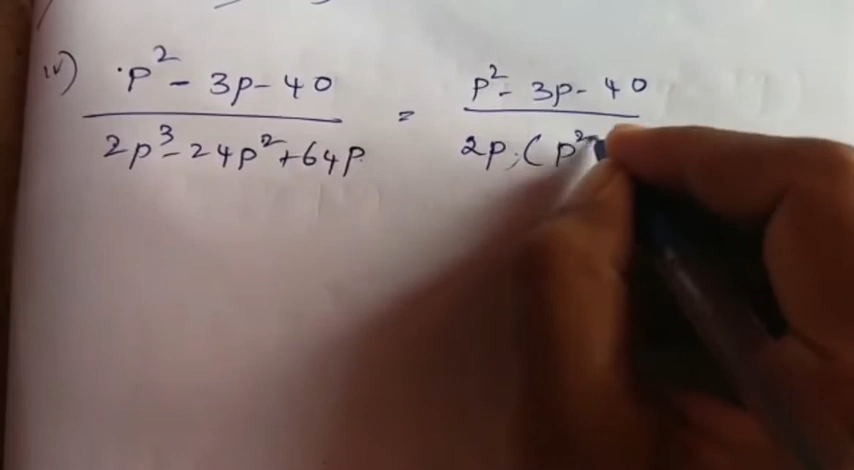 iv) p² - 3p - 40 / 2p³ - 24p² + 64p = p² - 3p - 40 / 2p (p²